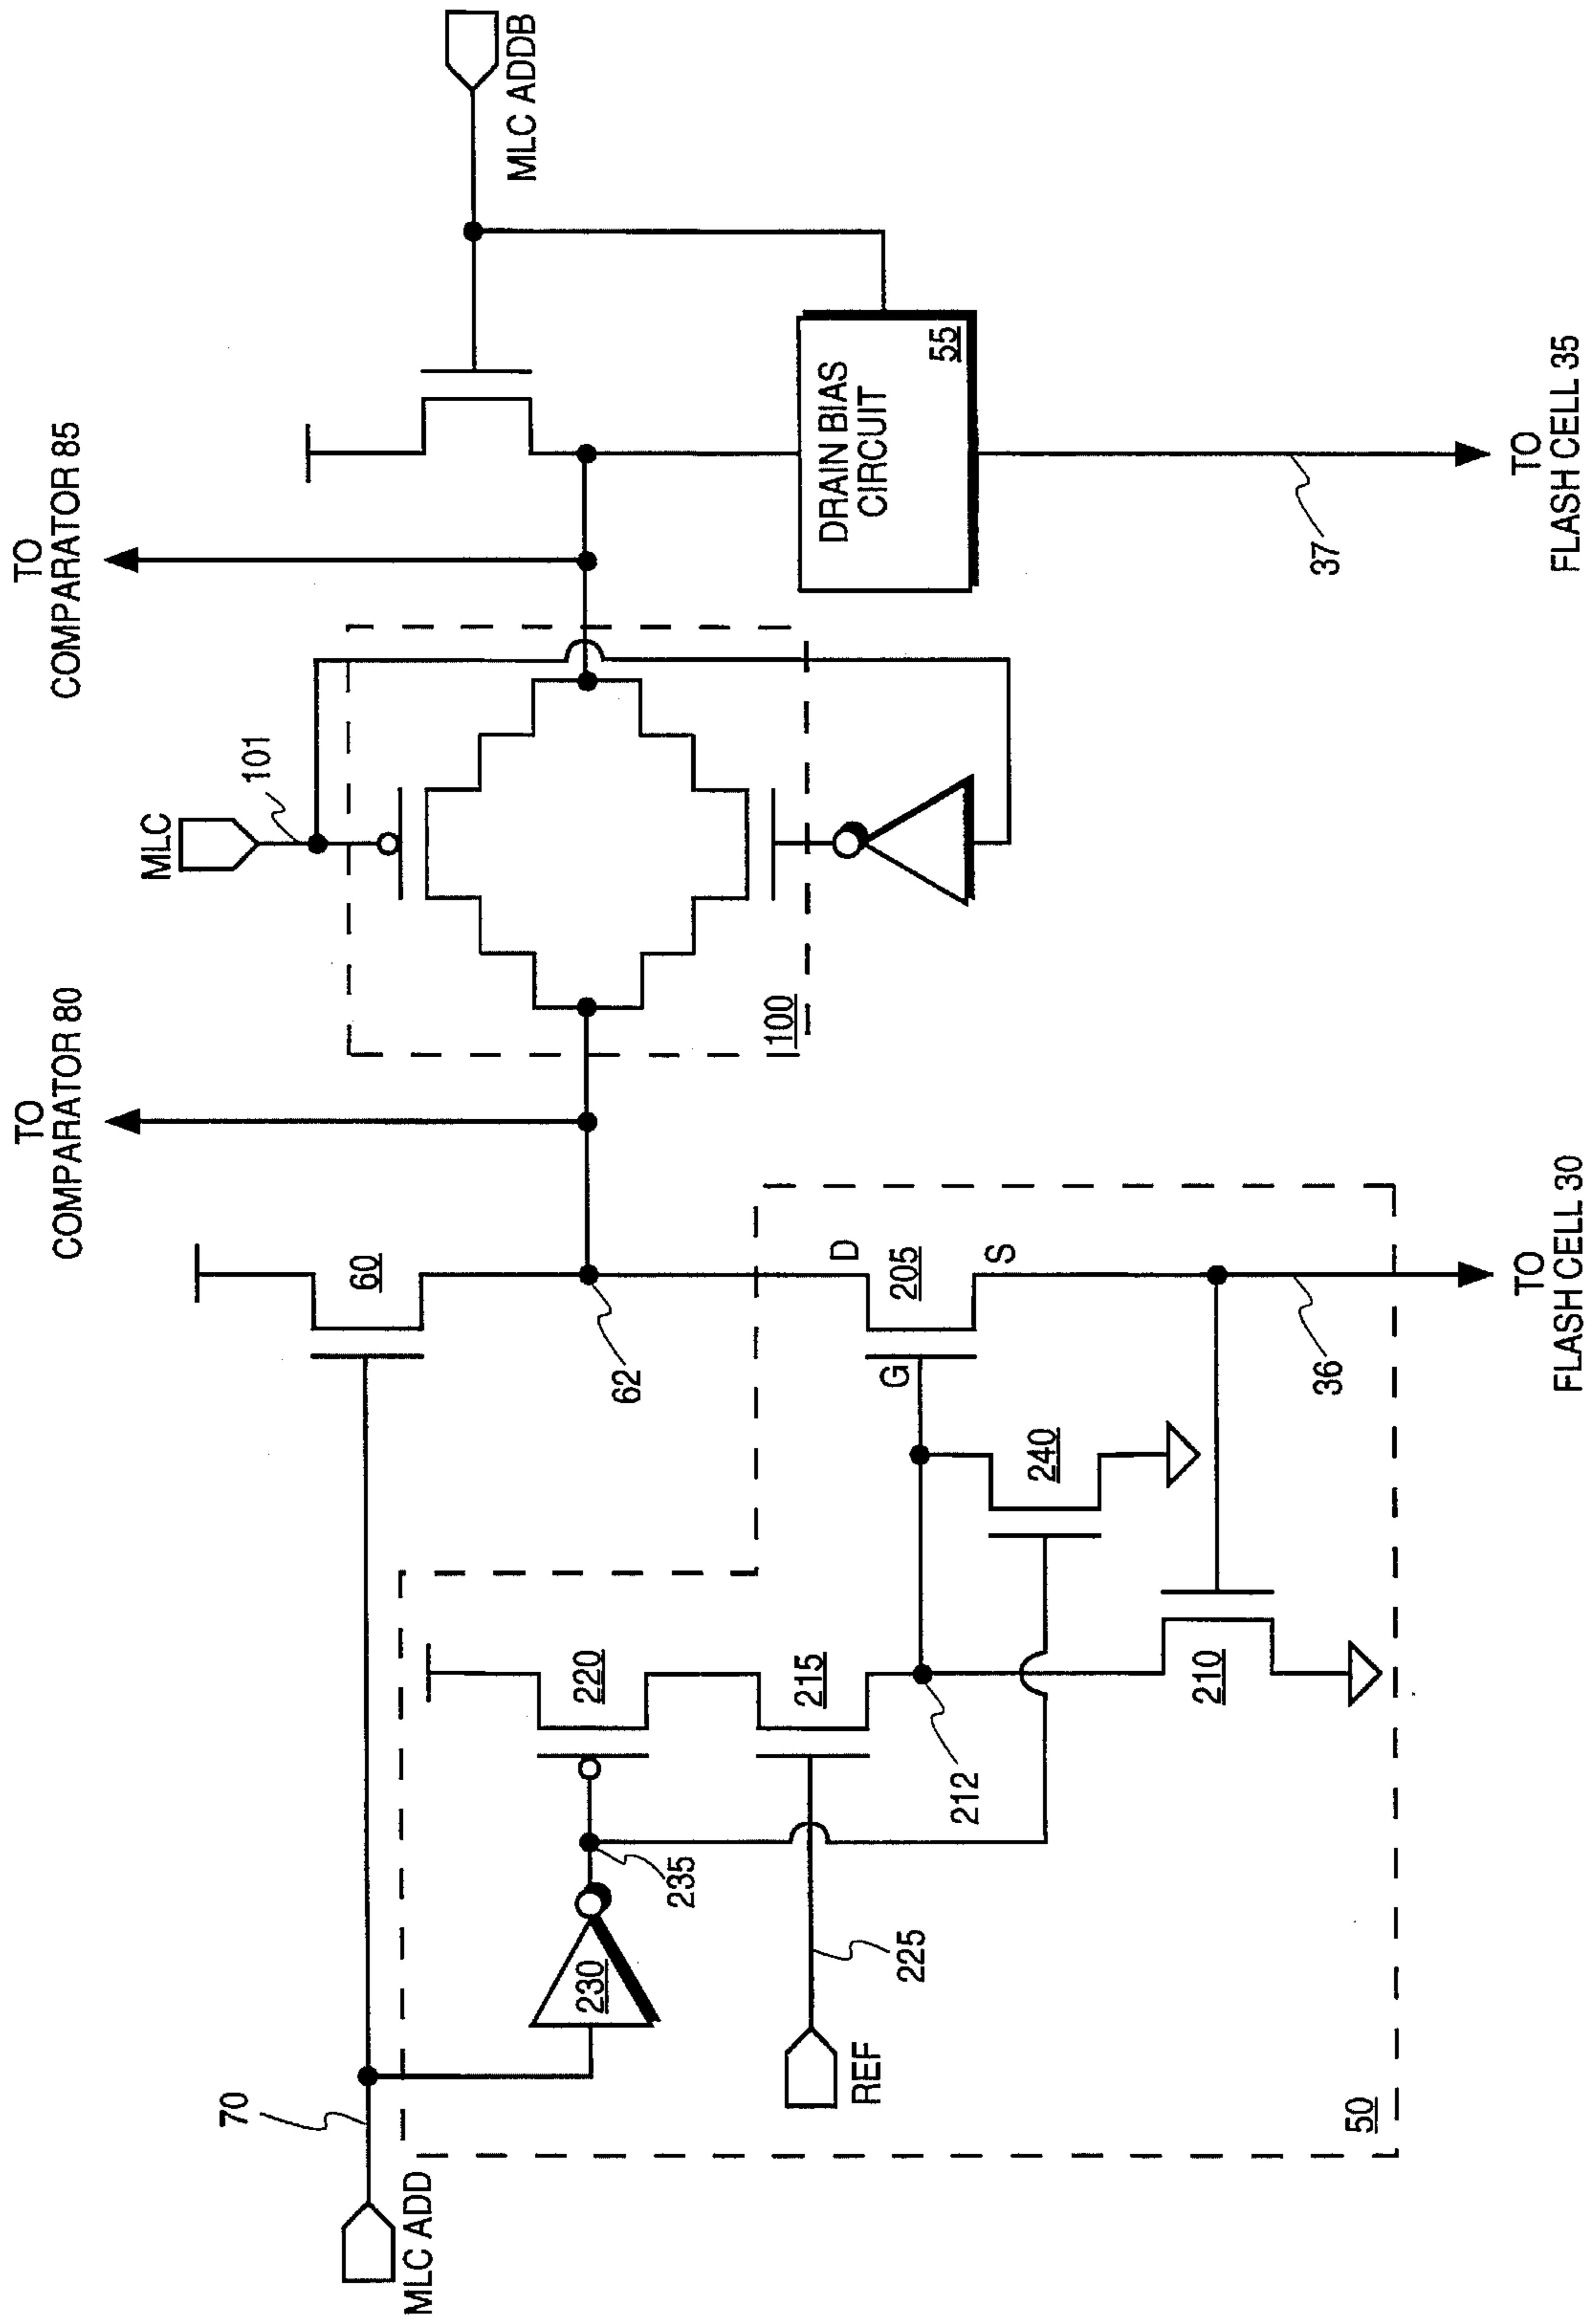 TO
COMPARATOR 80
TO
COMPARATOR 85
MLC
101
MLC ADDB
70
MLC ADD
60
62
100
230
235
220
215
REF
225
212
G
D
205
S
240
210
50
36
DRAIN BIAS
CIRCUIT
55
37
TO
FLASH CELL 30
TO
FLASH CELL 35